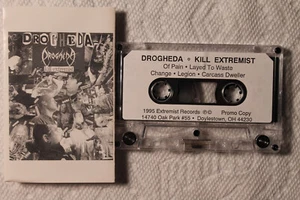 DROGHEDA
DROGHEDA
DROGHEDA • KILL EXTREMIST
Of Pain • Layed To Waste
Change • Legion • Carcass Dweller
1995 Extremist Records ℗© Promo Copy
14740 Oak Park #55 • Doylestown, OH 44230